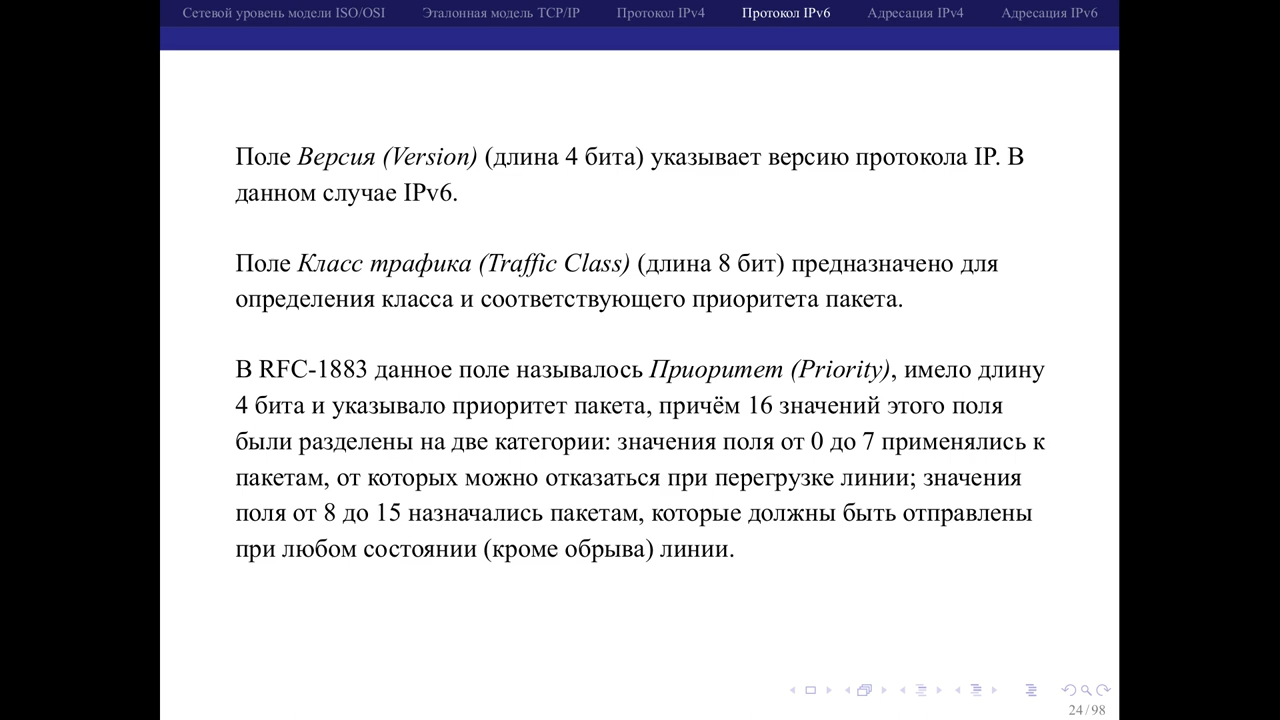 Сетевой уровень модели ISO/OSI Эталонная модель TCP/IP Протокол IPv4 Протокол IPv6 Адресация IPv4 Адресация IPv6
Поле Версия (Version) (длина 4 бита) указывает версию протокола IP. В
данном случае IPv6.
Поле Класс трафика (Traffic Class) (длина 8 бит) предназначено для
определения класса и соответствующего приоритета пакета.
В RFC-1883 данное поле называлось Приоритет (Priority), имело длину
4 бита и указывало приоритет пакета, причём 16 значений этого поля
были разделены на две категории: значения поля от 0 до 7 применялись к
пакетам, от которых можно отказаться при перегрузке линии; значения
поля от 8 до 15 назначались пакетам, которые должны быть отправлены
при любом состоянии (кроме обрыва) линии.
24 / 98